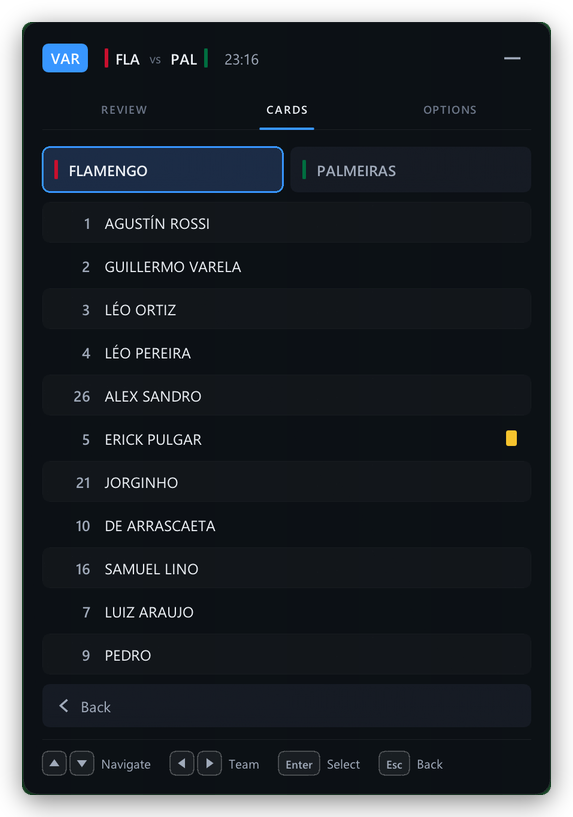 VAR FLA vs PAL 23:16
REVIEW CARDS OPTIONS
FLAMENGO PALMEIRAS
1 AGUSTÍN ROSSI
2 GUILLERMO VARELA
3 LÉO ORTIZ
4 LÉO PEREIRA
26 ALEX SANDRO
5 ERICK PULGAR
21 JORGINHO
10 DE ARRASCAETA
16 SAMUEL LINO
7 LUIZ ARAUJO
9 PEDRO
Back
Navigate Team Enter Select Esc Back